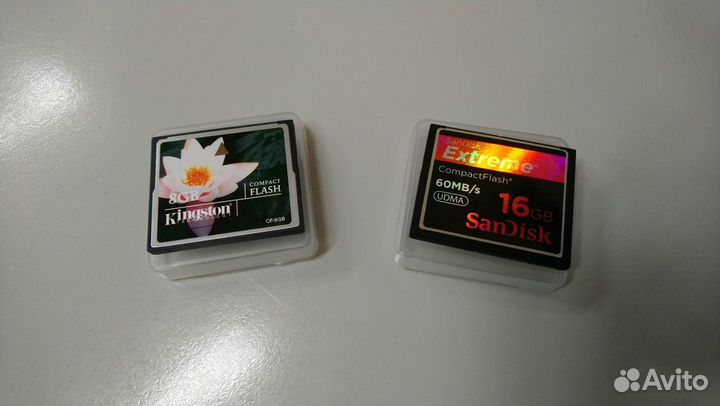 8GB
Kingston
COMPACT
FLASH
CF/8GB
SanDisk
Extreme
CompactFlash®
60MB/s
UDMA
16GB
SanDisk
Avito